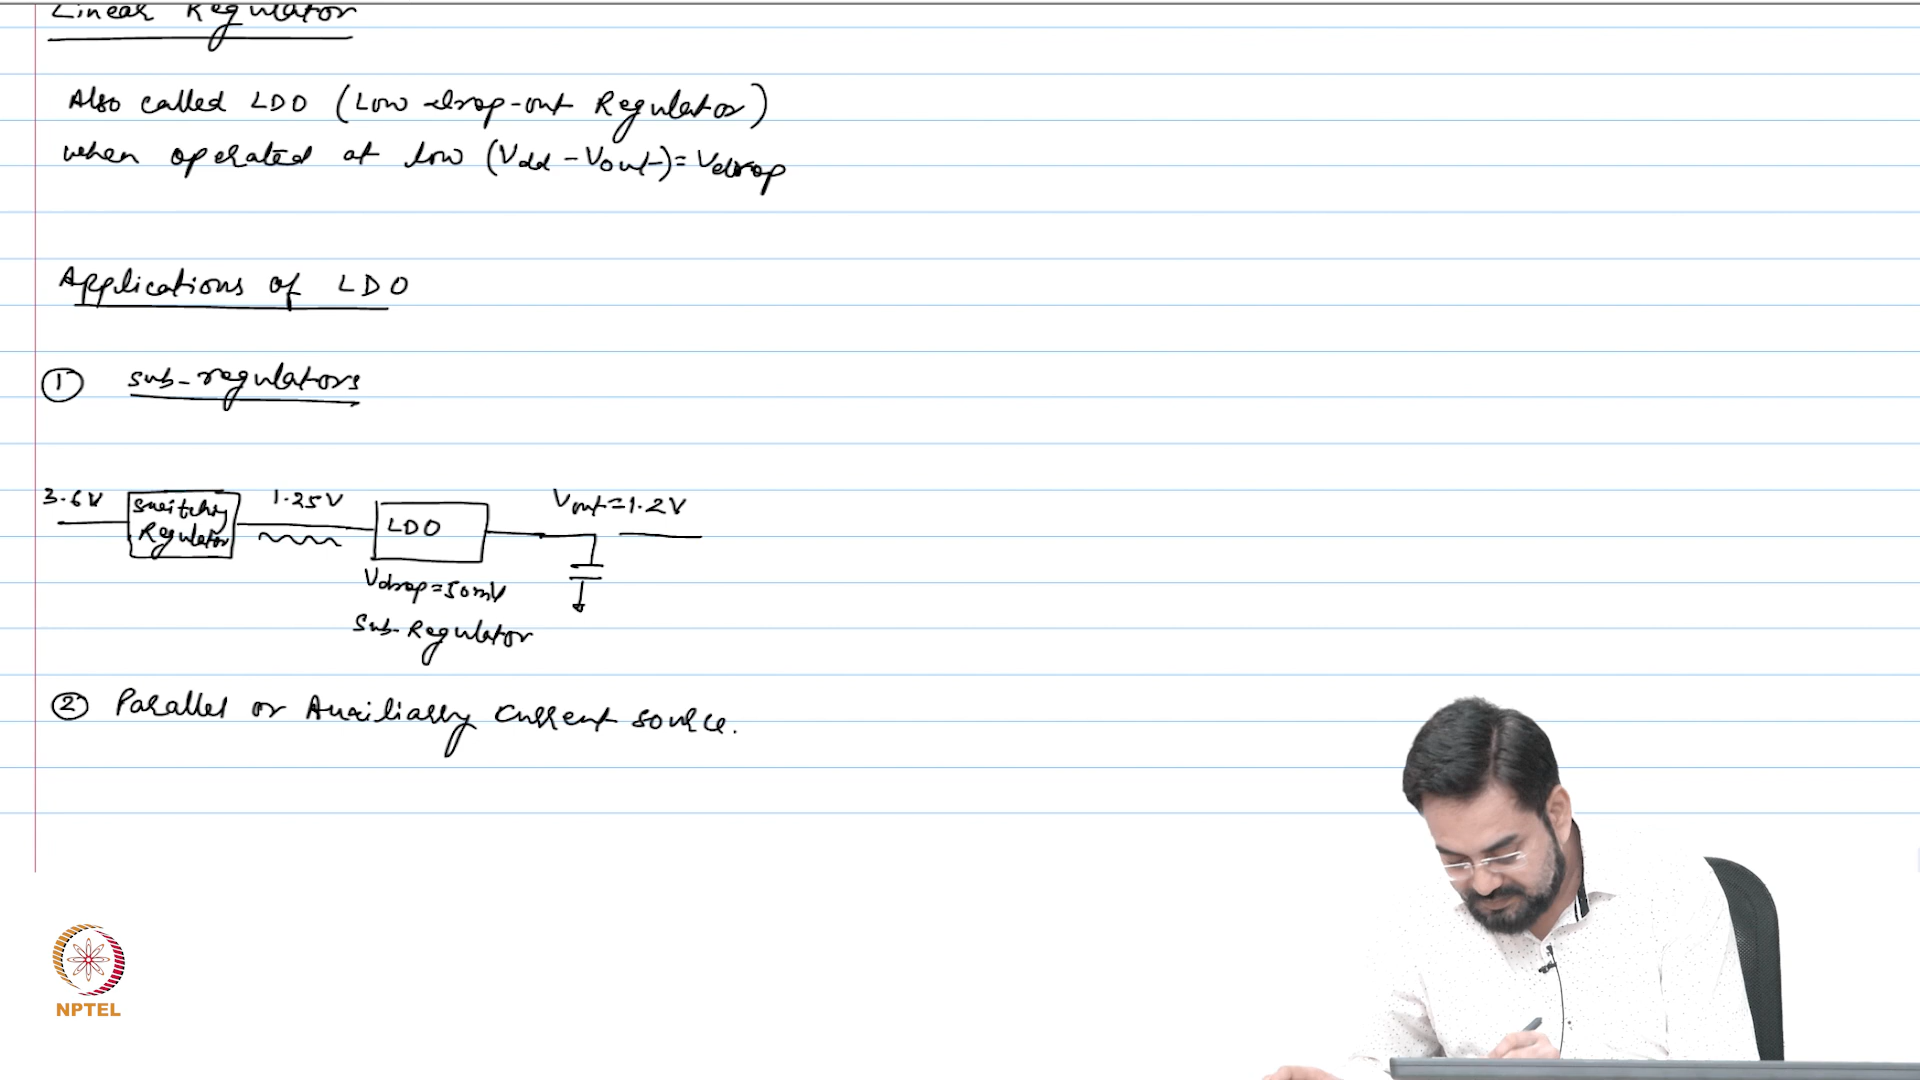 Linear Regulator
Also called LDO (Low drop-out Regulator)
when operated at low (Vdd - Vout) = Vdrop
Applications of LDO
① sub-regulators
3.6V
Switching
Regulator
1.25V
LDO
Vout = 1.2V
Vdrop = 50mV
Sub-Regulator
② Parallel or Auxiliary current source.
NPTEL